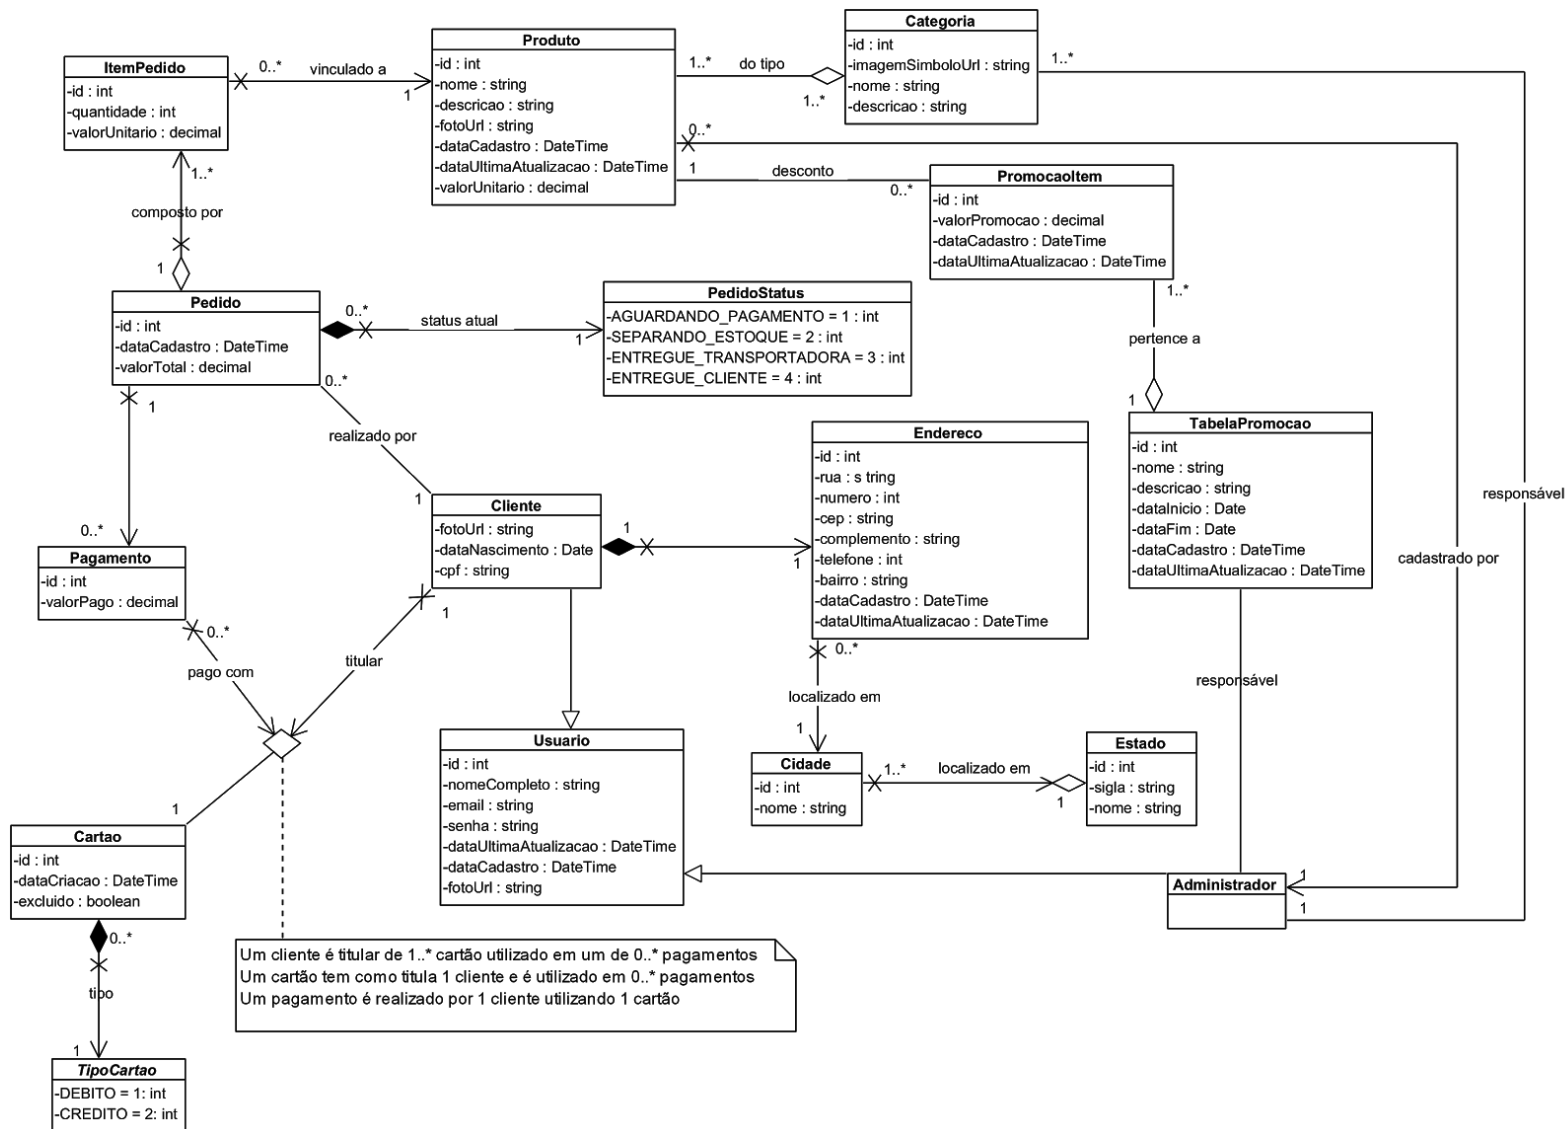 Categoria
-id : int
-imagemSimboloUrl : string
-nome : string
-descricao : string
Produto
-id : int
-nome : string
-descricao : string
-fotoUrl : string
-dataCadastro : DateTime
-dataUltimaAtualizacao : DateTime
-valorUnitario : decimal
ItemPedido
-id : int
-quantidade : int
-valorUnitario : decimal
0..*
vinculado a
1
1..*
do tipo
1..*
1..*
0..*
1
desconto
0..*
PromocaoItem
-id : int
-valorPromocao : decimal
-dataCadastro : DateTime
-dataUltimaAtualizacao : DateTime
1..*
composto por
1
Pedido
-id : int
-dataCadastro : DateTime
-valorTotal : decimal
0..*
status atual
1
PedidoStatus
-AGUARDANDO_PAGAMENTO = 1 : int
-SEPARANDO_ESTOQUE = 2 : int
-ENTREGUE_TRANSPORTADORA = 3 : int
-ENTREGUE_CLIENTE = 4 : int
1..*
pertence a
1
TabelaPromocao
-id : int
-nome : string
-descricao : string
-dataInicio : Date
-dataFim : Date
-dataCadastro : DateTime
-dataUltimaAtualizacao : DateTime
0..*
realizado por
1
1
0..*
Pagamento
-id : int
-valorPago : decimal
Cliente
-fotoUrl : string
-dataNascimento : Date
-cpf : string
1
1
Endereco
-id : int
-rua : s tring
-numero : int
-cep : string
-complemento : string
-telefone : int
-bairro : string
-dataCadastro : DateTime
-dataUltimaAtualizacao : DateTime
responsável
cadastrado por
responsável
0..*
pago com
1
titular
0..*
localizado em
1
Cidade
-id : int
-nome : string
1..*
localizado em
1
Estado
-id : int
-sigla : string
-nome : string
Usuario
-id : int
-nomeCompleto : string
-email : string
-senha : string
-dataUltimaAtualizacao : DateTime
-dataCadastro : DateTime
-fotoUrl : string
1
Cartao
-id : int
-dataCriacao : DateTime
-excluido : boolean
Administrador
1
1
0..*
tipo
1
TipoCartao
-DEBITO = 1: int
-CREDITO = 2: int
Um cliente é titular de 1..* cartão utilizado em um de 0..* pagamentos
Um cartão tem como titula 1 cliente e é utilizado em 0..* pagamentos
Um pagamento é realizado por 1 cliente utilizando 1 cartão